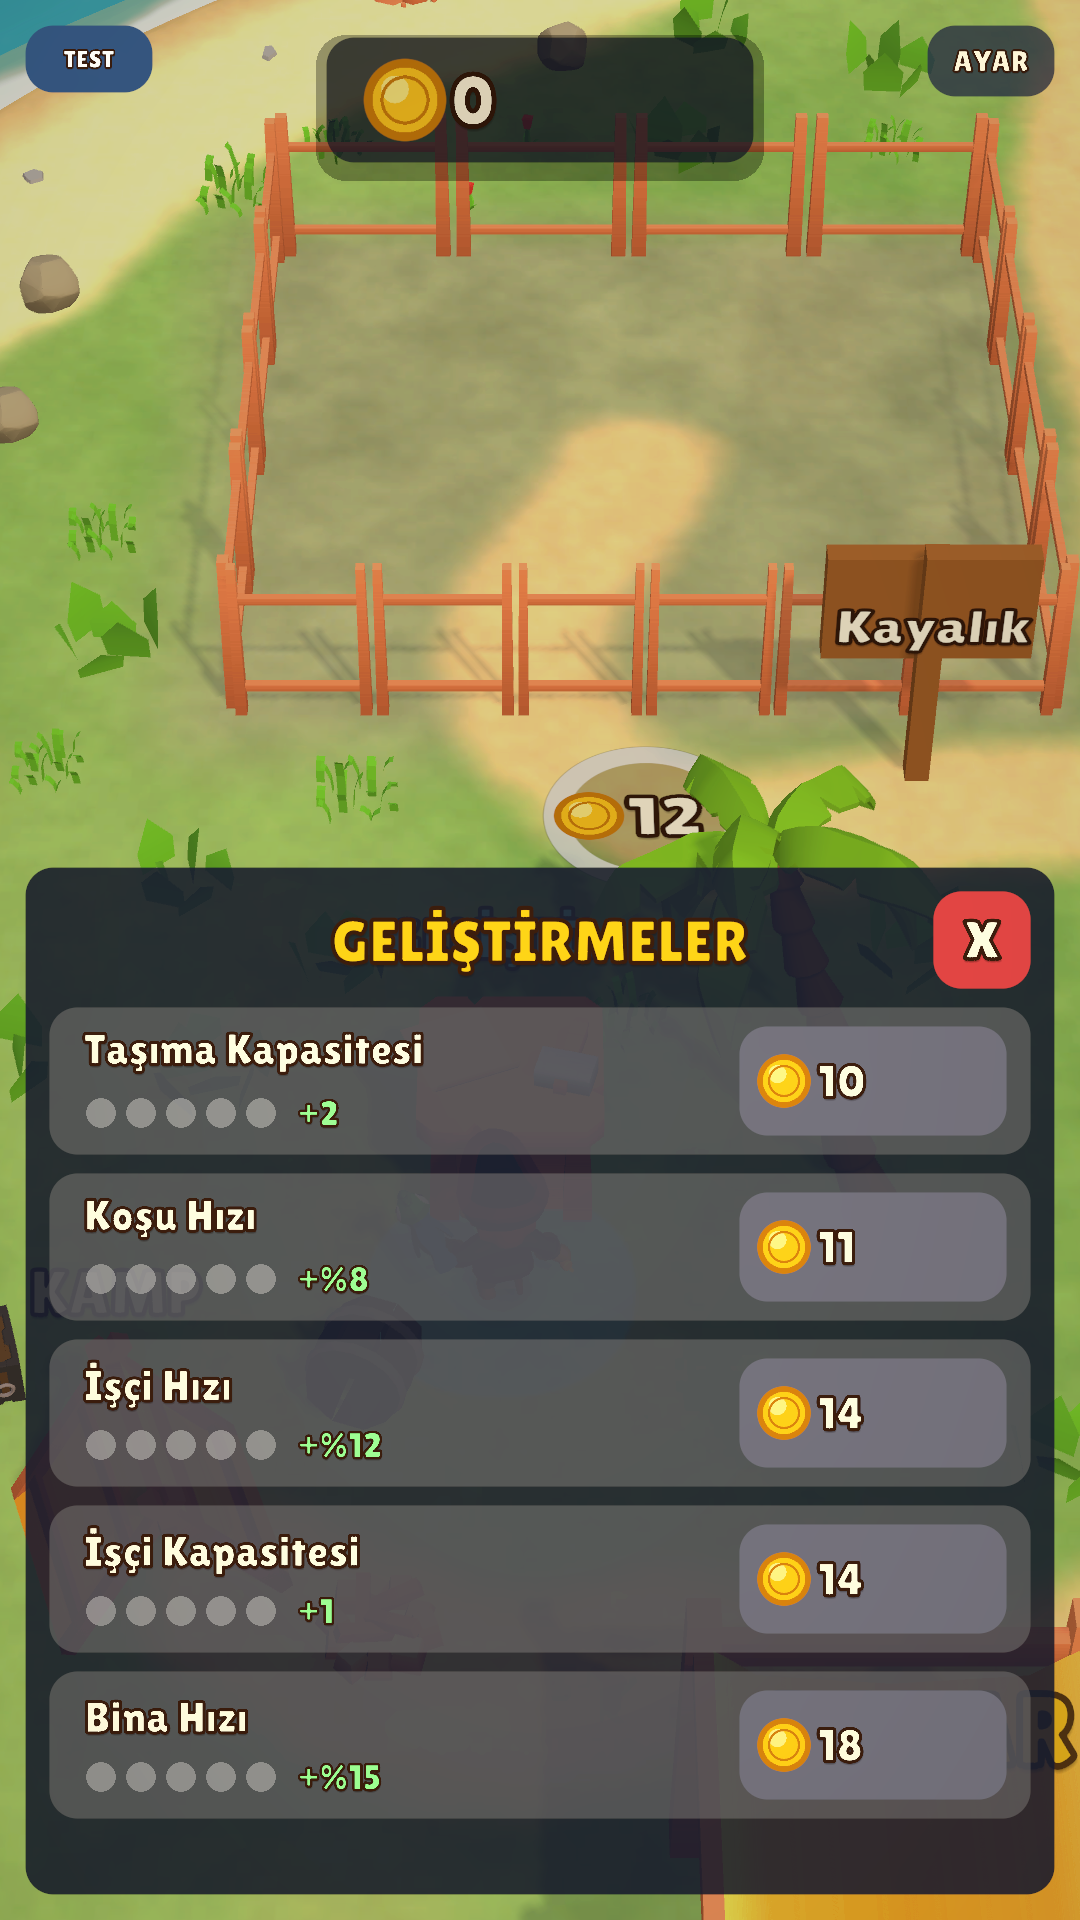 TEST
0
AYAR
Kayalık
12
GELİŞTİRMELER
X
Taşıma Kapasitesi
+2
10
Koşu Hızı
+%8
11
KAMP
İşçi Hızı
+%12
14
İşçi Kapasitesi
+1
14
Bina Hızı
+%15
18